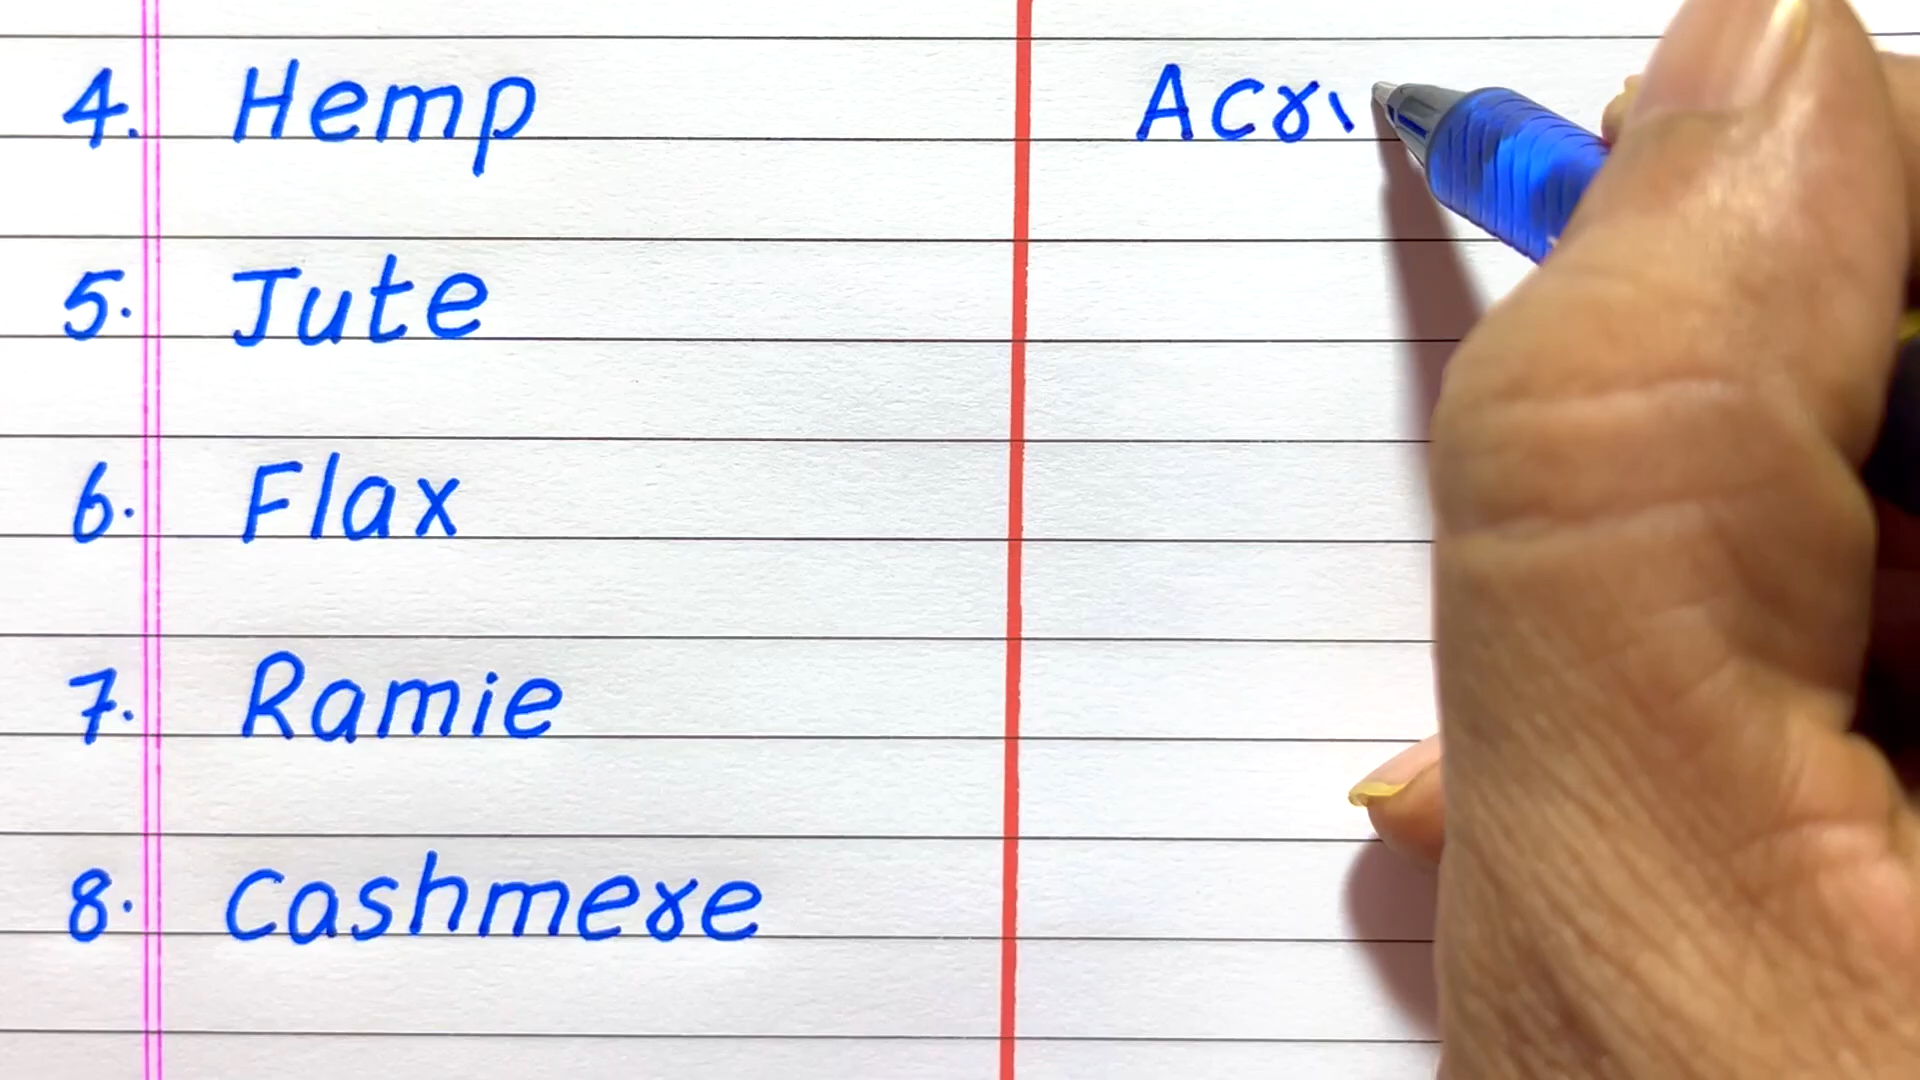 4. Hemp
5. Jute
6. Flax
7. Ramie
8. Cashmere